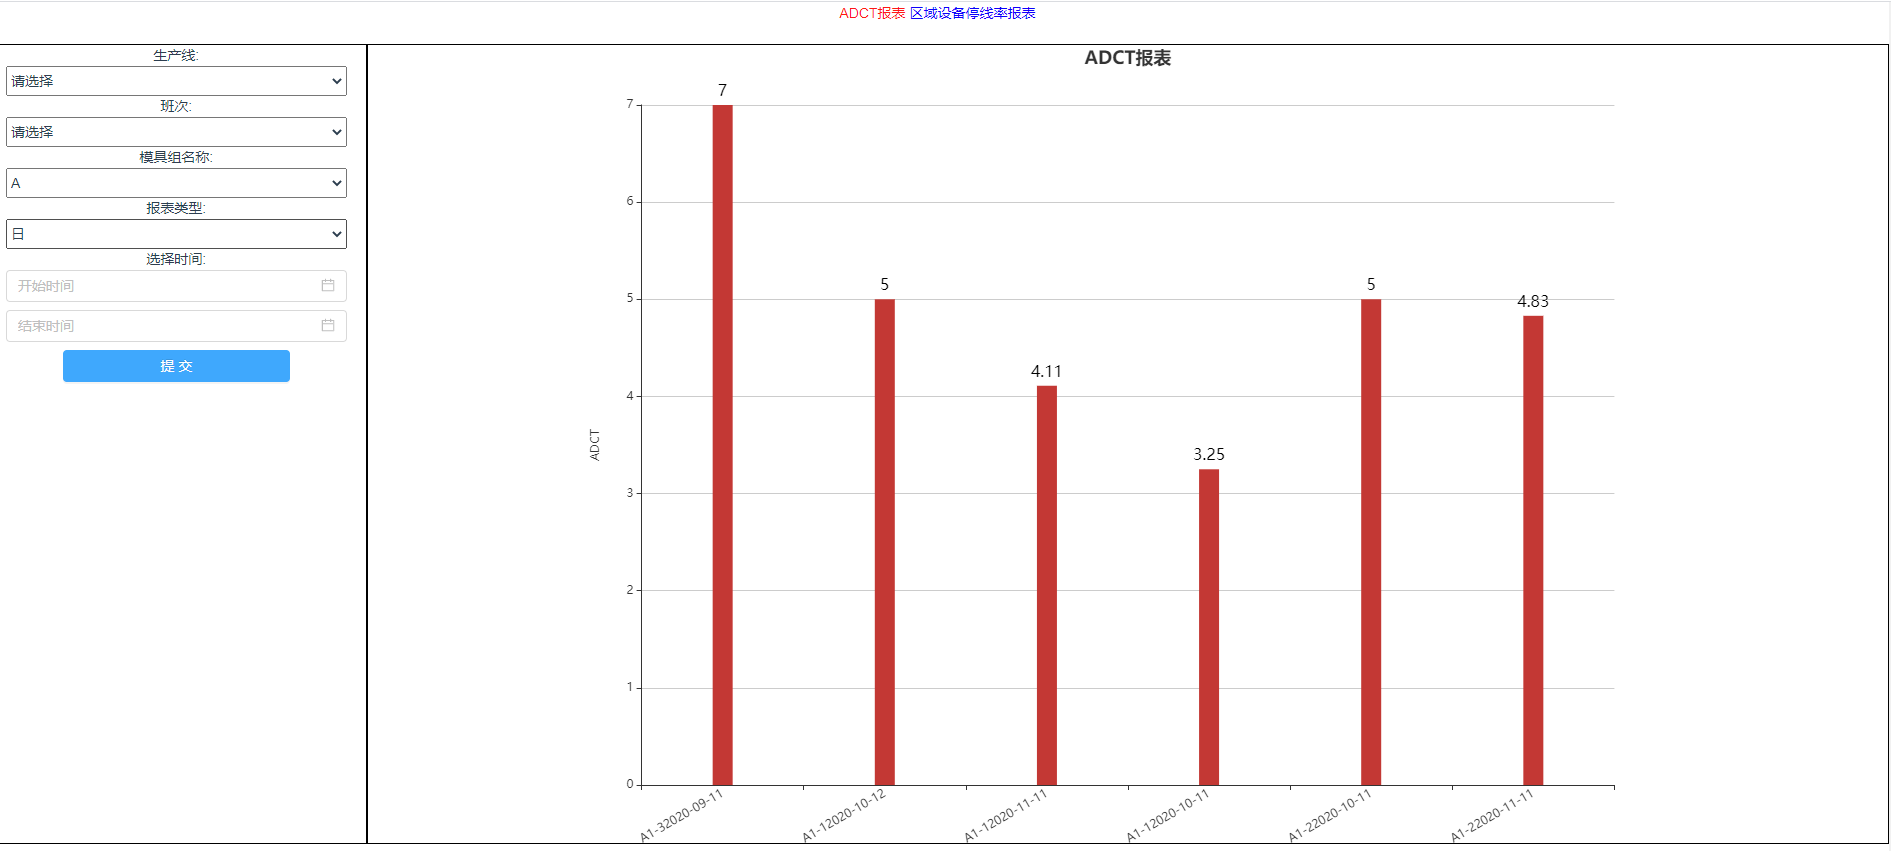 ADCT报表 区域设备停线率报表
生产线:
请选择
班次:
请选择
模具组名称:
A
报表类型:
日
选择时间:
开始时间
结束时间
提 交
ADCT报表
7
5
4.11
3.25
5
4.83
7
6
5
4
3
2
1
0
ADCT
A1-32020-09-11
A1-12020-10-12
A1-12020-11-11
A1-12020-10-11
A1-22020-10-11
A1-22020-11-11